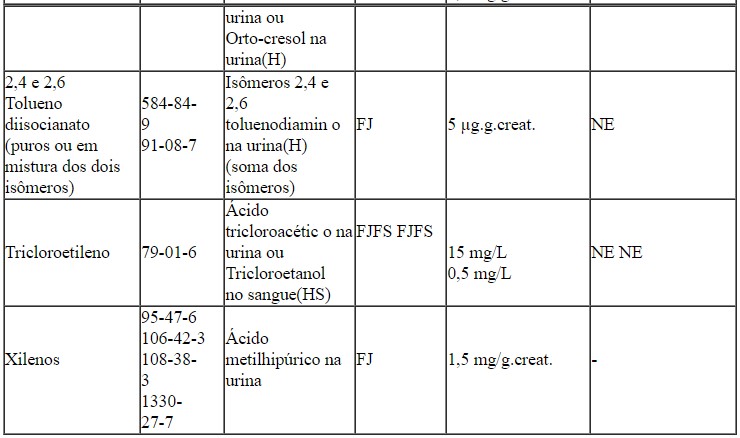 urina ou
Orto-cresol na
urina(H)
2,4 e 2,6
Tolueno
diisocianato
(puros ou em
mistura dos dois
isômeros)
584-84-
9
91-08-7
Isômeros 2,4 e
2,6
toluenodiamin o
na urina(H)
(soma dos
isômeros)
FJ
5 µg.g.creat.
NE
Tricloroetileno
79-01-6
Ácido
tricloroacétic o na
urina ou
Tricloroetanol
no sangue(HS)
FJFS FJFS
15 mg/L
0,5 mg/L
NE NE
Xilenos
95-47-6
106-42-3
108-38-
3
1330-
27-7
Ácido
metilhipúrico na
urina
FJ
1,5 mg/g.creat.
-